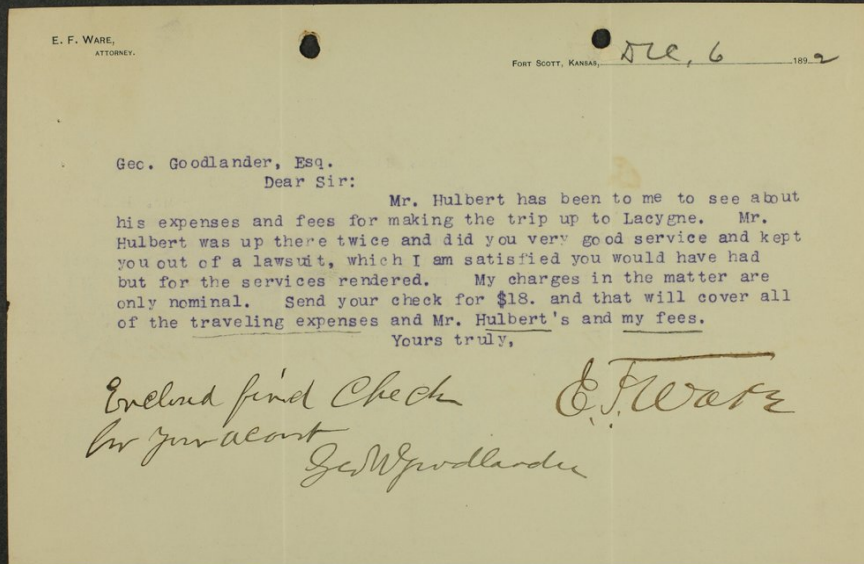 E. F. WARE,
ATTORNEY.
FORT SCOTT, KANSAS, Dec, 6 1892
Geo. Goodlander, Esq.
Dear Sir:
Mr. Hulbert has been to me to see about
his expenses and fees for making the trip up to Lacygne. Mr.
Hulbert was up there twice and did you very good service and kept
you out of a lawsuit, which I am satisfied you would have had
but for the services rendered. My charges in the matter are
only nominal. Send your check for $18. and that will cover all
of the traveling expenses and Mr. Hulbert's and my fees.
Yours truly,
E. F. Ware
Enclosed find Check
for your acount
Geo W Goodlander